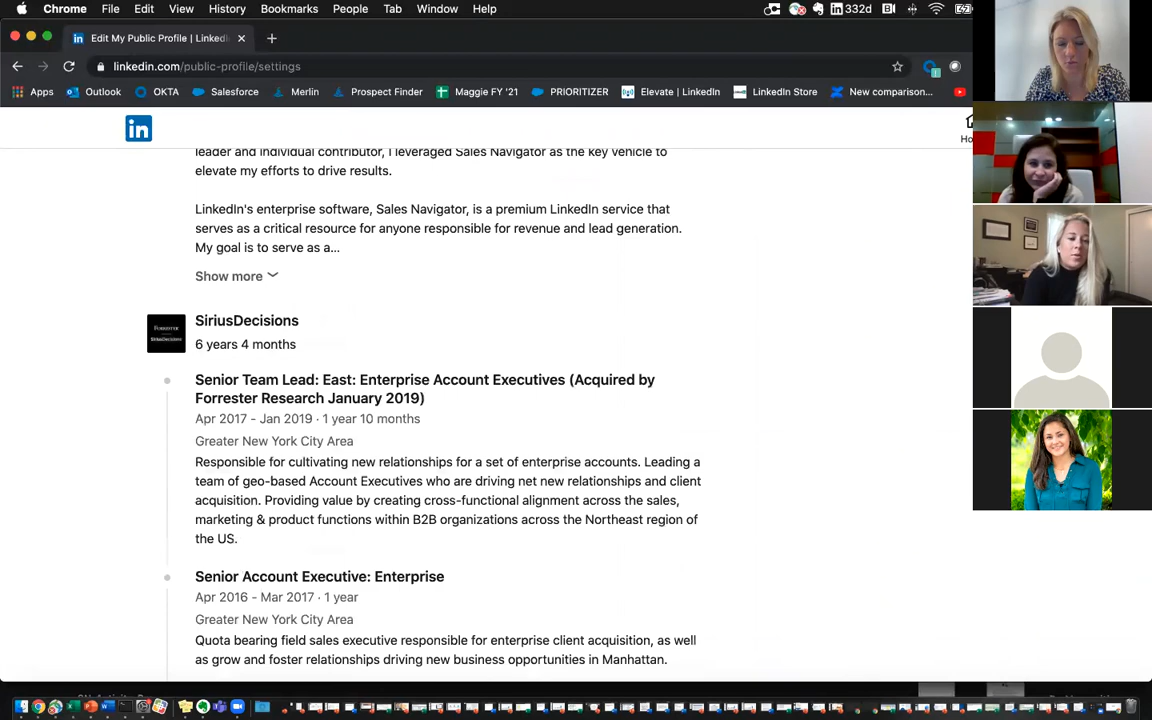 Chrome File Edit View History Bookmarks People Tab Window Help 332d
Edit My Public Profile | Linked
linkedin.com/public-profile/settings
Apps Outlook OKTA Salesforce Merlin Prospect Finder Maggie FY '21 PRIORITIZER Elevate | LinkedIn LinkedIn Store New comparison...
in
Ho
leader and individual contributor, I leveraged Sales Navigator as the key vehicle to
elevate my efforts to drive results.
LinkedIn's enterprise software, Sales Navigator, is a premium LinkedIn service that
serves as a critical resource for anyone responsible for revenue and lead generation.
My goal is to serve as a...
Show more
SiriusDecisions
6 years 4 months
Senior Team Lead: East: Enterprise Account Executives (Acquired by
Forrester Research January 2019)
Apr 2017 - Jan 2019 · 1 year 10 months
Greater New York City Area
Responsible for cultivating new relationships for a set of enterprise accounts. Leading a
team of geo-based Account Executives who are driving net new relationships and client
acquisition. Providing value by creating cross-functional alignment across the sales,
marketing & product functions within B2B organizations across the Northeast region of
the US.
Senior Account Executive: Enterprise
Apr 2016 - Mar 2017 · 1 year
Greater New York City Area
Quota bearing field sales executive responsible for enterprise client acquisition, as well
as grow and foster relationships driving new business opportunities in Manhattan.